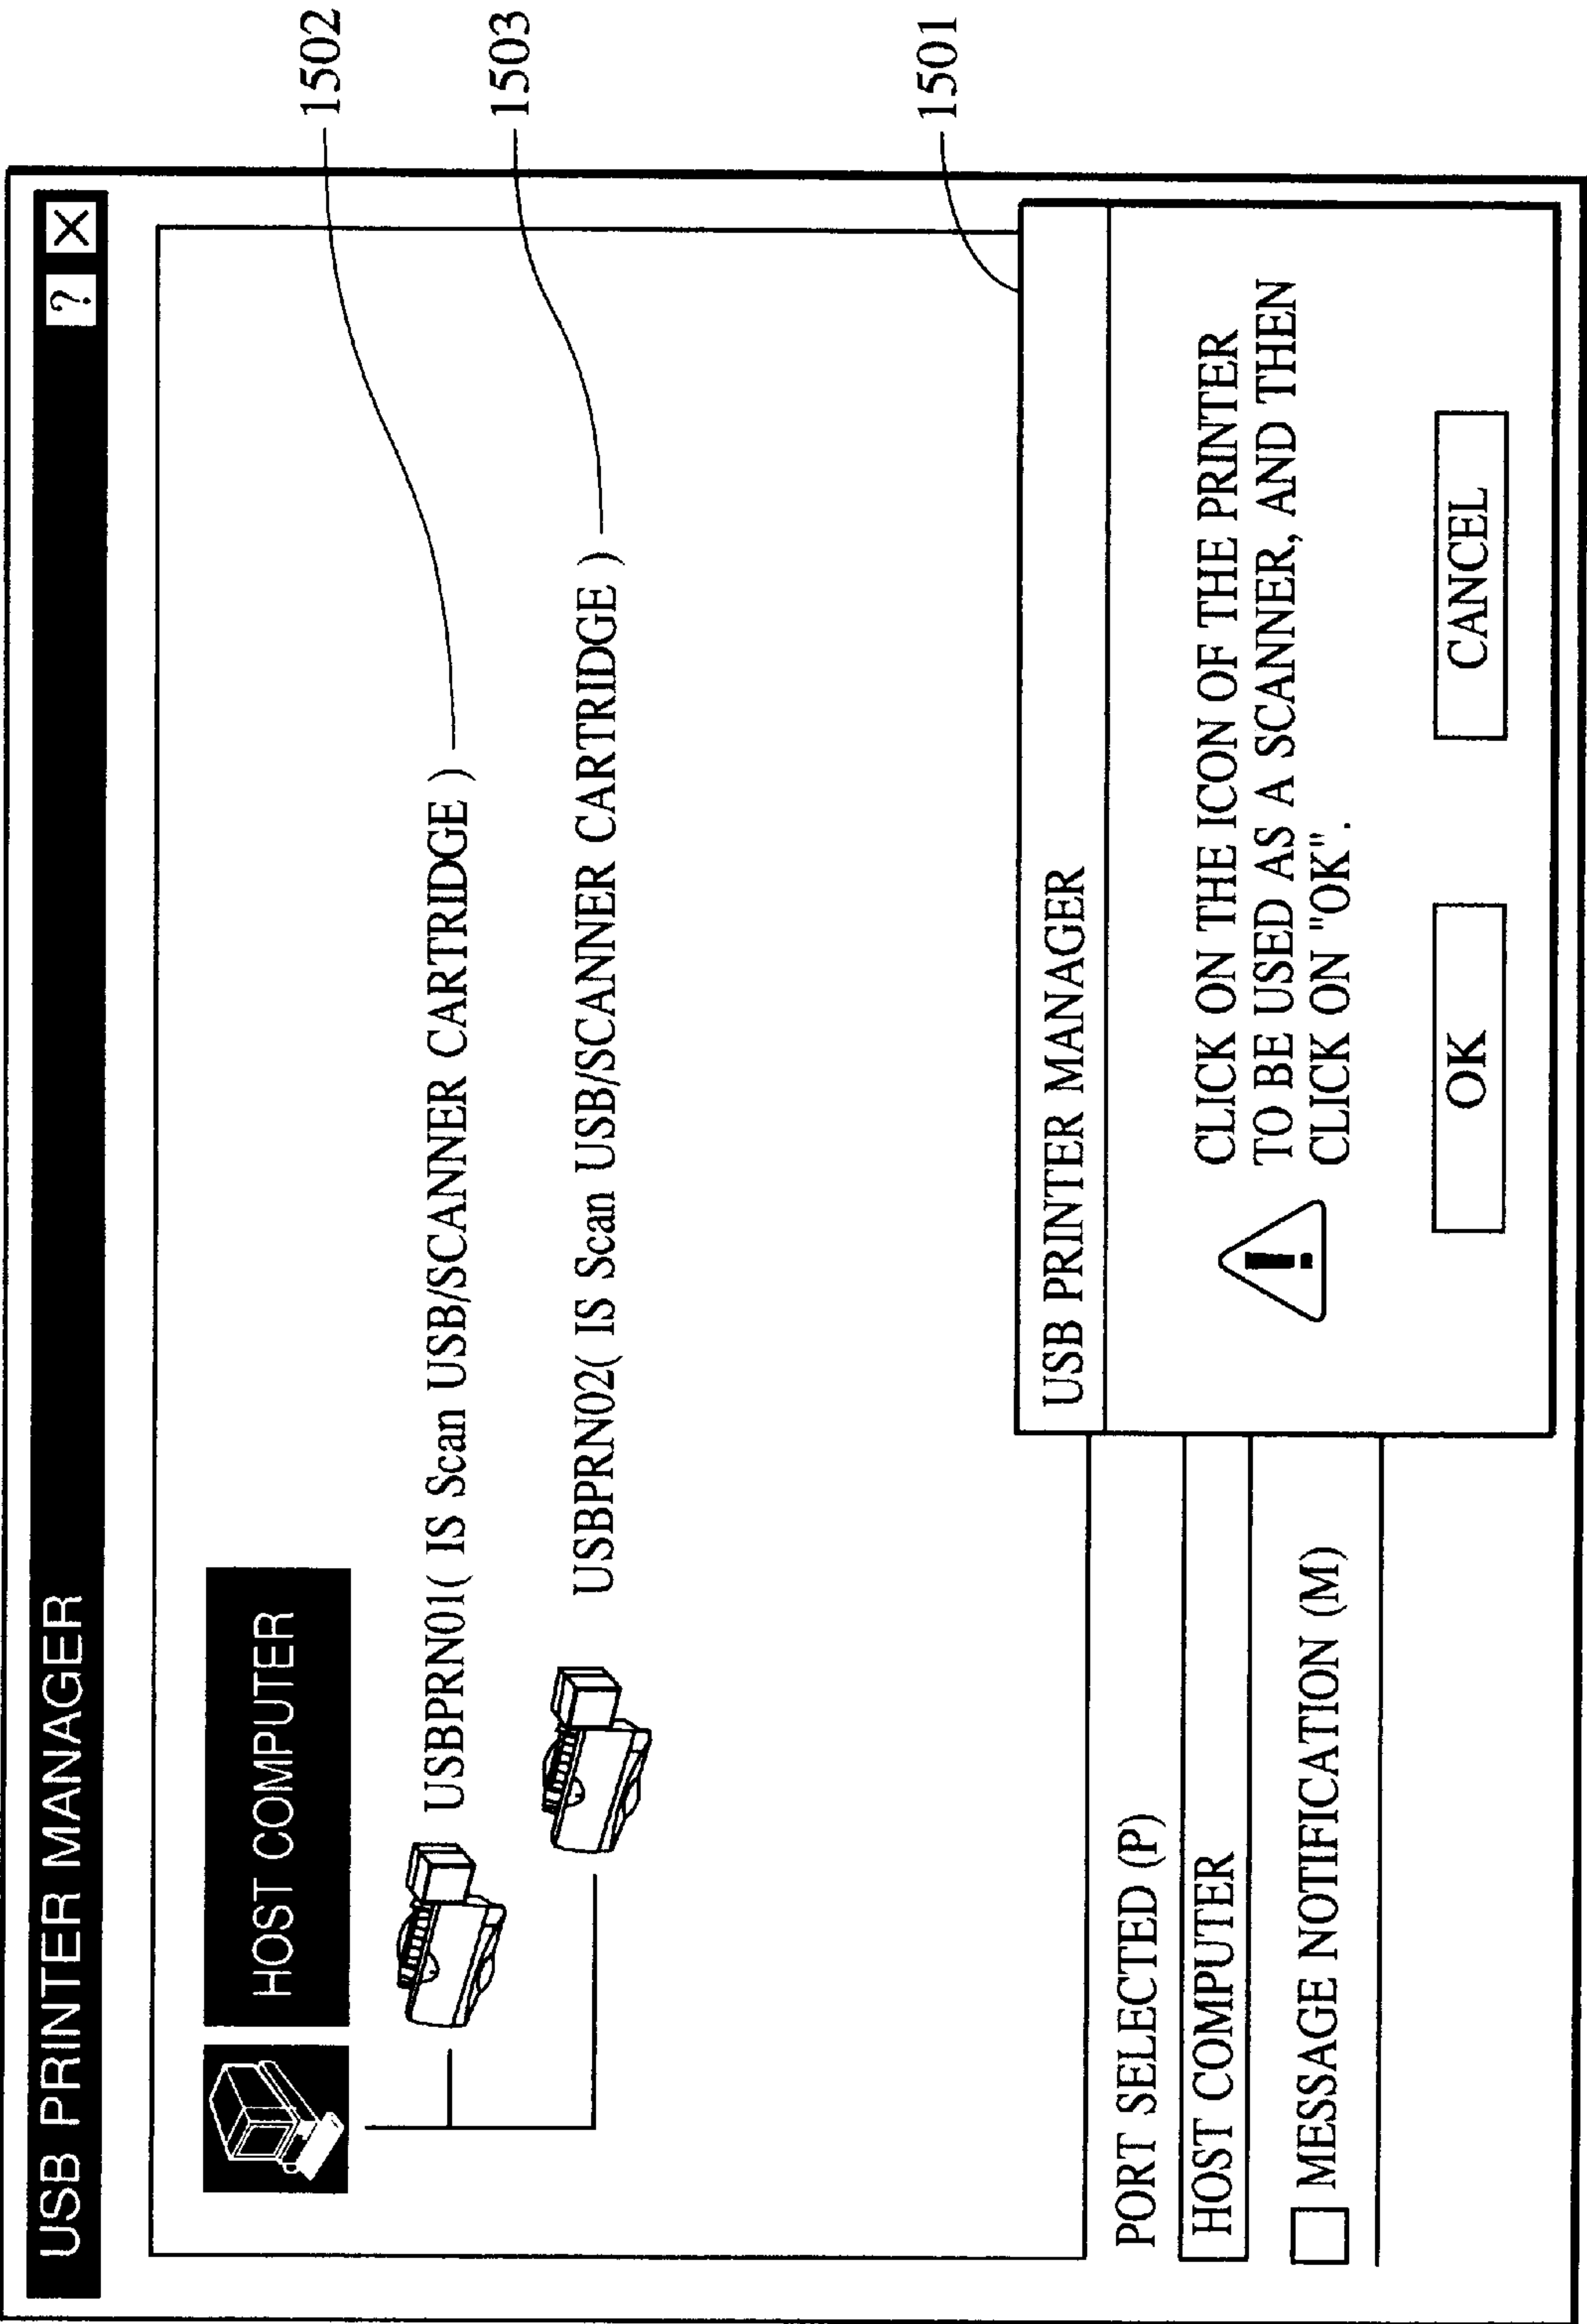 USB PRINTER MANAGER ? X
HOST COMPUTER
USBPRN01( IS Scan USB/SCANNER CARTRIDGE )
1502
USBPRN02( IS Scan USB/SCANNER CARTRIDGE )
1503
1501
USB PRINTER MANAGER
! CLICK ON THE ICON OF THE PRINTER
TO BE USED AS A SCANNER, AND THEN
CLICK ON "OK".
OK CANCEL
PORT SELECTED (P)
HOST COMPUTER
MESSAGE NOTIFICATION (M)